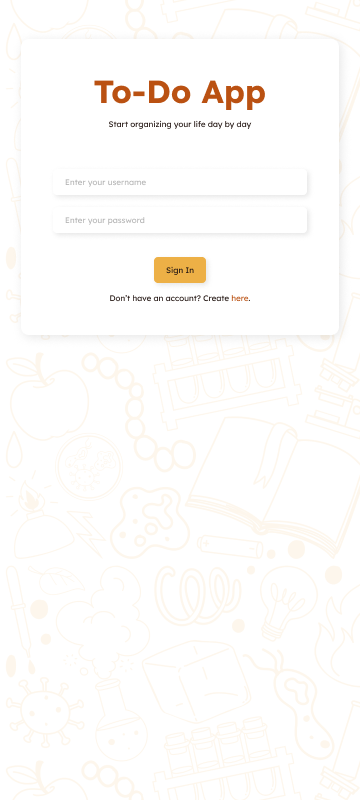 To-Do App
Start organizing your life day by day
Enter your username
Enter your password
Sign In
Don't have an account? Create here.